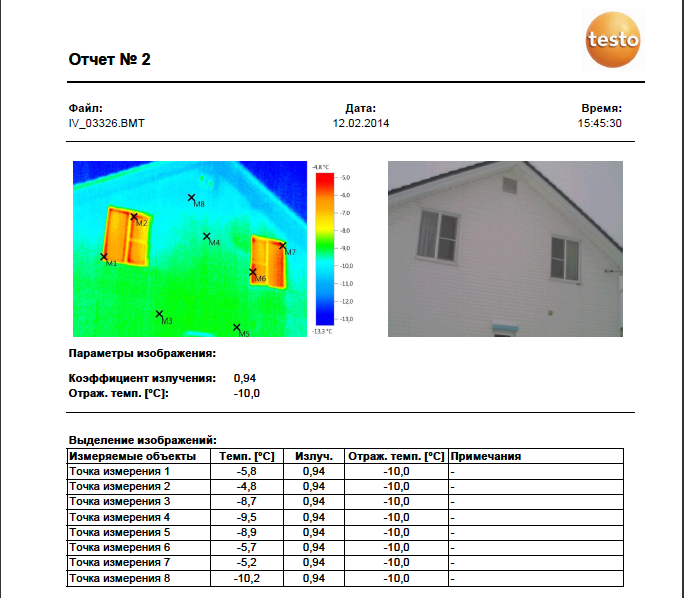 testo
Отчет № 2
Файл: Дата: Время:
IV_03326.BMT 12.02.2014 15:45:30
-4,8 °C
-5,0
-6,0
-7,0
-8,0
-9,0
-10,0
-11,0
-12,0
-13,0
-13,3 °C
M8
M2
M4
M7
M1
M6
M3
M5
Параметры изображения:
Коэффициент излучения: 0,94
Отраж. темп. [°C]: -10,0
Выделение изображений:
Измеряемые объекты Темп. [°C] Излуч. Отраж. темп. [°C] Примечания
Точка измерения 1 -5,8 0,94 -10,0 -
Точка измерения 2 -4,8 0,94 -10,0 -
Точка измерения 3 -8,7 0,94 -10,0 -
Точка измерения 4 -9,5 0,94 -10,0 -
Точка измерения 5 -8,9 0,94 -10,0 -
Точка измерения 6 -5,7 0,94 -10,0 -
Точка измерения 7 -5,2 0,94 -10,0 -
Точка измерения 8 -10,2 0,94 -10,0 -